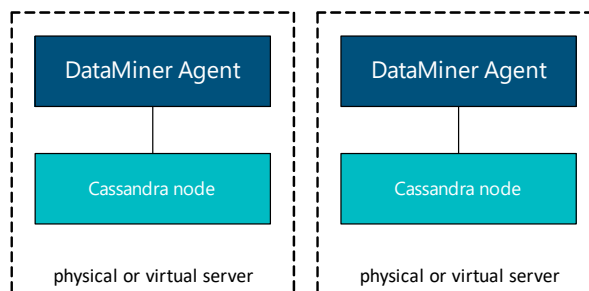 DataMiner Agent
Cassandra node
physical or virtual server
DataMiner Agent
Cassandra node
physical or virtual server